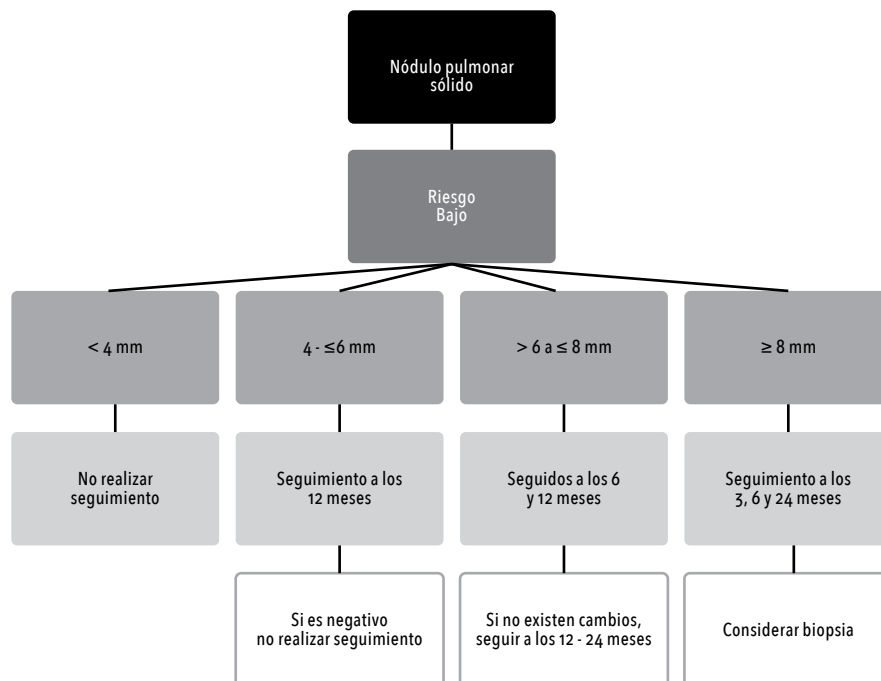 Nódulo pulmonar
sólido
Riesgo
Bajo
< 4 mm
4 - ≤6 mm
> 6 a ≤ 8 mm
≥ 8 mm
No realizar
seguimiento
Seguimiento a los
12 meses
Seguidos a los 6
y 12 meses
Seguimiento a los
3, 6 y 24 meses
Si es negativo
no realizar seguimiento
Si no existen cambios,
seguir a los 12 - 24 meses
Considerar biopsia